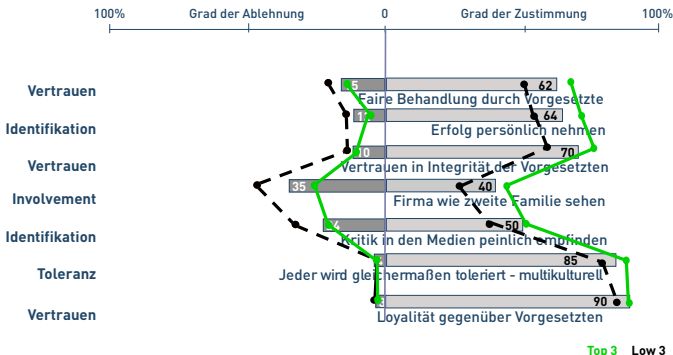 100% Grad der Ablehnung 0 Grad der Zustimmung 100%
Vertrauen 62
Faire Behandlung durch Vorgesetzte
Identifikation 64
Erfolg persönlich nehmen
Vertrauen 70
Vertrauen in Integrität der Vorgesetzten
Involvement 35 40
Firma wie zweite Familie sehen
Identifikation 50
Kritik in den Medien peinlich empfinden
Toleranz 85
Jeder wird gleichermaßen toleriert - multikulturell
Vertrauen 90
Loyalität gegenüber Vorgesetzten
Top 3 Low 3